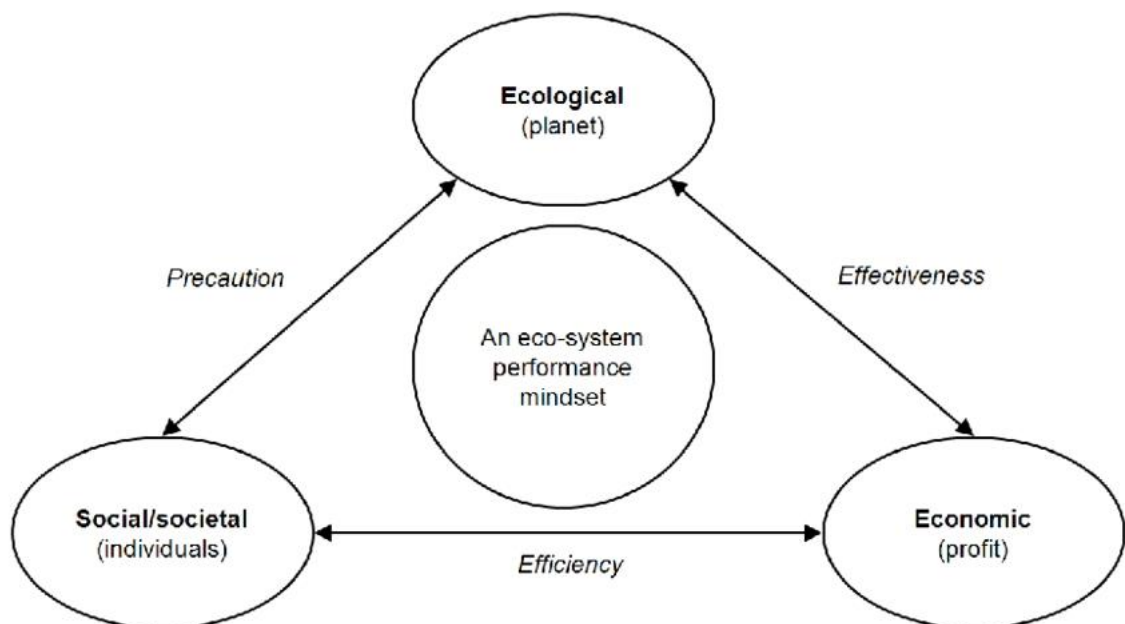 Ecological
(planet)
Precaution
Effectiveness
An eco-system
performance
mindset
Social/societal
(individuals)
Efficiency
Economic
(profit)